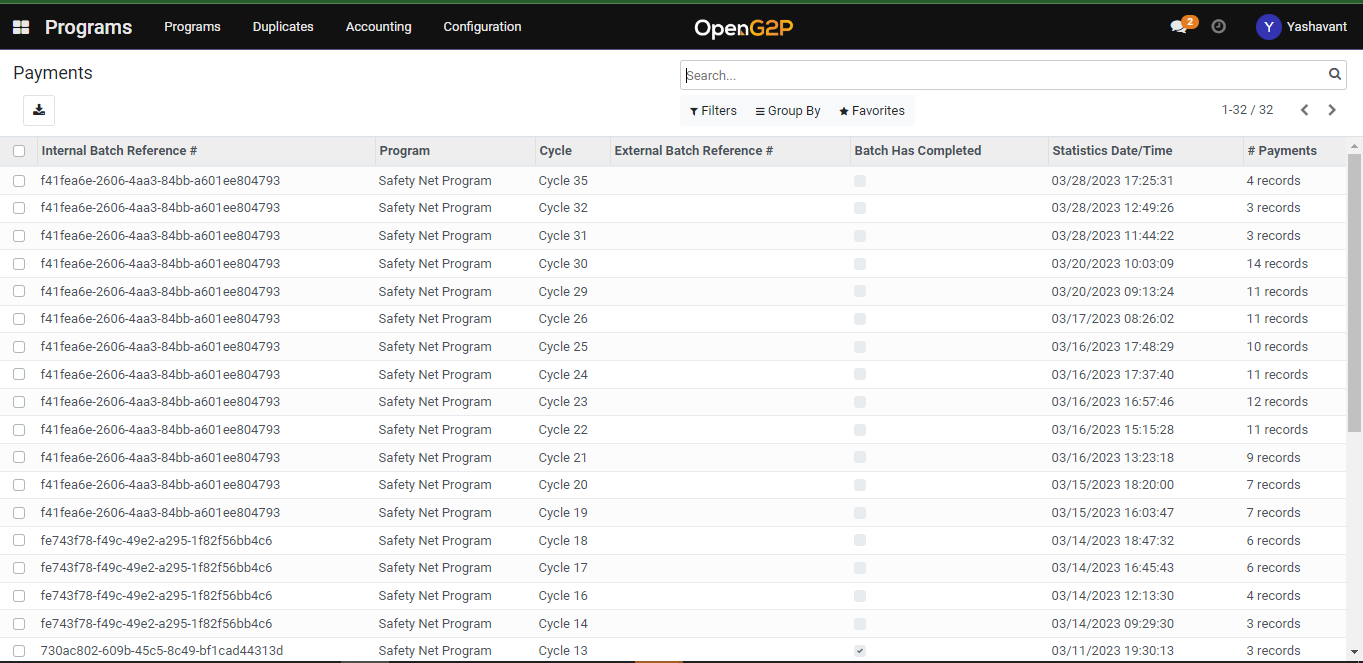 Programs Programs Duplicates Accounting Configuration OpenG2P 2 Y Yashavant
Payments Search...
Filters Group By Favorites 1-32 / 32
Internal Batch Reference # Program Cycle External Batch Reference # Batch Has Completed Statistics Date/Time # Payments
f41fea6e-2606-4aa3-84bb-a601ee804793 Safety Net Program Cycle 35 03/28/2023 17:25:31 4 records
f41fea6e-2606-4aa3-84bb-a601ee804793 Safety Net Program Cycle 32 03/28/2023 12:49:26 3 records
f41fea6e-2606-4aa3-84bb-a601ee804793 Safety Net Program Cycle 31 03/28/2023 11:44:22 3 records
f41fea6e-2606-4aa3-84bb-a601ee804793 Safety Net Program Cycle 30 03/20/2023 10:03:09 14 records
f41fea6e-2606-4aa3-84bb-a601ee804793 Safety Net Program Cycle 29 03/20/2023 09:13:24 11 records
f41fea6e-2606-4aa3-84bb-a601ee804793 Safety Net Program Cycle 26 03/17/2023 08:26:02 11 records
f41fea6e-2606-4aa3-84bb-a601ee804793 Safety Net Program Cycle 25 03/16/2023 17:48:29 10 records
f41fea6e-2606-4aa3-84bb-a601ee804793 Safety Net Program Cycle 24 03/16/2023 17:37:40 11 records
f41fea6e-2606-4aa3-84bb-a601ee804793 Safety Net Program Cycle 23 03/16/2023 16:57:46 12 records
f41fea6e-2606-4aa3-84bb-a601ee804793 Safety Net Program Cycle 22 03/16/2023 15:15:28 11 records
f41fea6e-2606-4aa3-84bb-a601ee804793 Safety Net Program Cycle 21 03/16/2023 13:23:18 9 records
f41fea6e-2606-4aa3-84bb-a601ee804793 Safety Net Program Cycle 20 03/15/2023 18:20:00 7 records
f41fea6e-2606-4aa3-84bb-a601ee804793 Safety Net Program Cycle 19 03/15/2023 16:03:47 7 records
fe743f78-f49c-49e2-a295-1f82f56bb4c6 Safety Net Program Cycle 18 03/14/2023 18:47:32 6 records
fe743f78-f49c-49e2-a295-1f82f56bb4c6 Safety Net Program Cycle 17 03/14/2023 16:45:43 6 records
fe743f78-f49c-49e2-a295-1f82f56bb4c6 Safety Net Program Cycle 16 03/14/2023 12:13:30 4 records
fe743f78-f49c-49e2-a295-1f82f56bb4c6 Safety Net Program Cycle 14 03/14/2023 09:29:30 3 records
730ac802-609b-45c5-8c49-bf1cad44313d Safety Net Program Cycle 13 03/11/2023 19:30:13 3 records